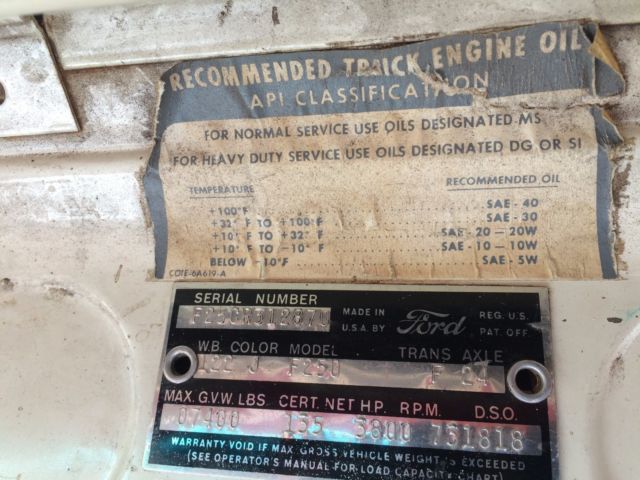 RECOMMENDED TRUCK ENGINE OIL
API CLASSIFICATION
FOR NORMAL SERVICE USE OILS DESIGNATED MS
FOR HEAVY DUTY SERVICE USE OILS DESIGNATED DG OR S1
TEMPERATURE RECOMMENDED OIL
+100°F SAE - 40
+32° F TO +100°F SAE - 30
+10° F TO +32° F SAE - 20 - 20W
+10° F TO -10° F SAE - 10 - 10W
BELOW -10°F SAE - 5W
SERIAL NUMBER MADE IN U.S.A. BY Ford REG. U.S. PAT. OFF.
W.B. COLOR MODEL TRANS AXLE
122 J F250 F 24
MAX. G.V.W. LBS. CERT. NET H.P. R.P.M. D.S.O.
07400 135 3800 731818
WARRANTY VOID IF MAX. GROSS VEHICLE WEIGHT IS EXCEEDED
(SEE OPERATOR'S MANUAL FOR LOAD CAPACITY CHART)